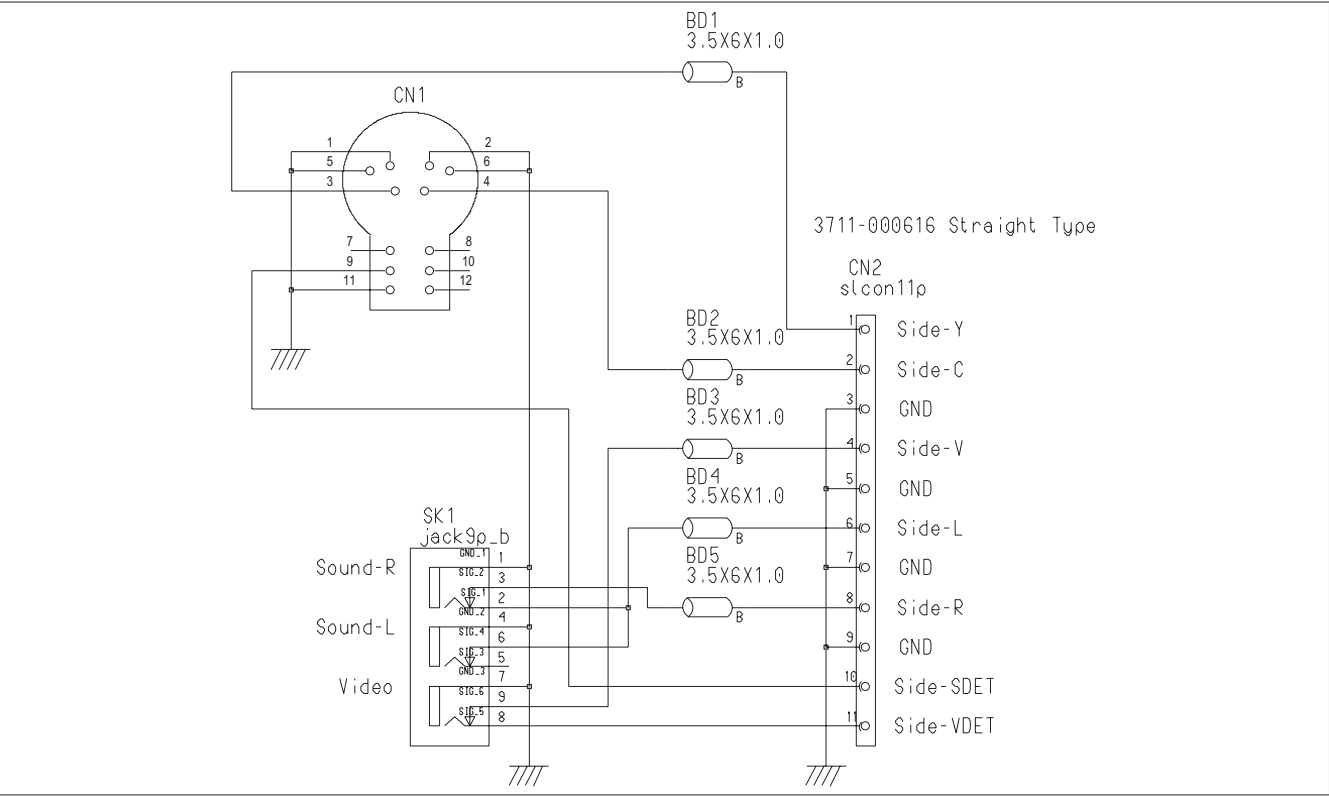 BD1
3.5X6X1.0
B
CN1
1 2
5 6
3 4
7 8
9 10
11 12
3711-000616 Straight Type
CN2
slcon11p
BD2
3.5X6X1.0
B
BD3
3.5X6X1.0
B
BD4
3.5X6X1.0
B
BD5
3.5X6X1.0
B
1 Side-Y
2 Side-C
3 GND
4 Side-V
5 GND
6 Side-L
7 GND
8 Side-R
9 GND
10 Side-SDET
11 Side-VDET
SK1
jack9p_b
Sound-R
GND_1 1
SIG_2 3
SIG_1 2
Sound-L
GND_2 4
SIG_4 6
SIG_3 5
Video
GND_3 7
SIG_6 9
SIG_5 8